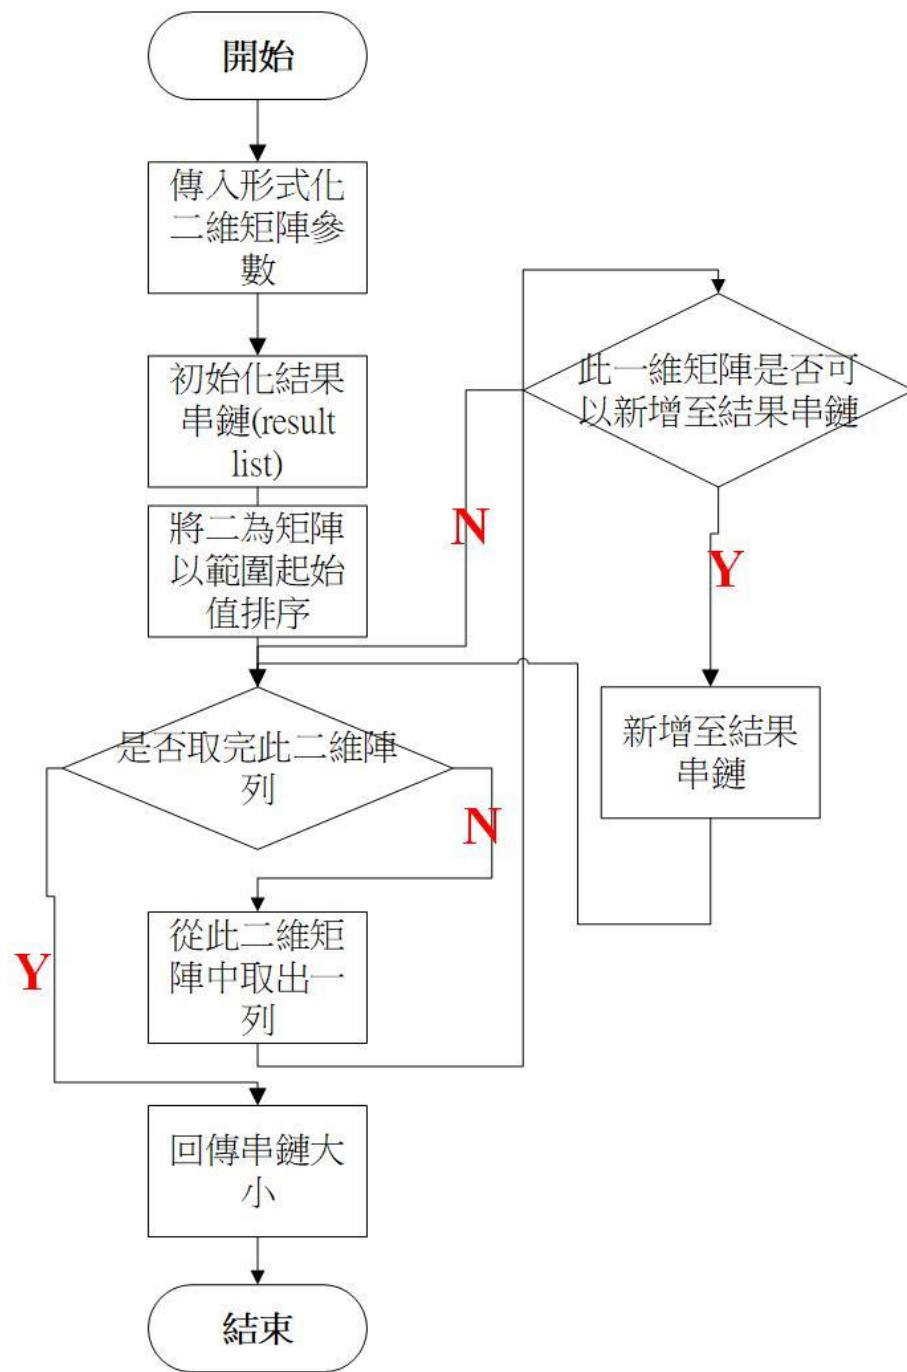 開始
傳入形式化
二維矩陣參
數
初始化結果
串鏈(result
list)
將二為矩陣
以範圍起始
值排序
是否取完此二維陣
列
N
從此二維矩
陣中取出一
列
Y
回傳串鏈大
小
結束
此一維矩陣是否可
以新增至結果串鏈
N
Y
新增至結果
串鏈